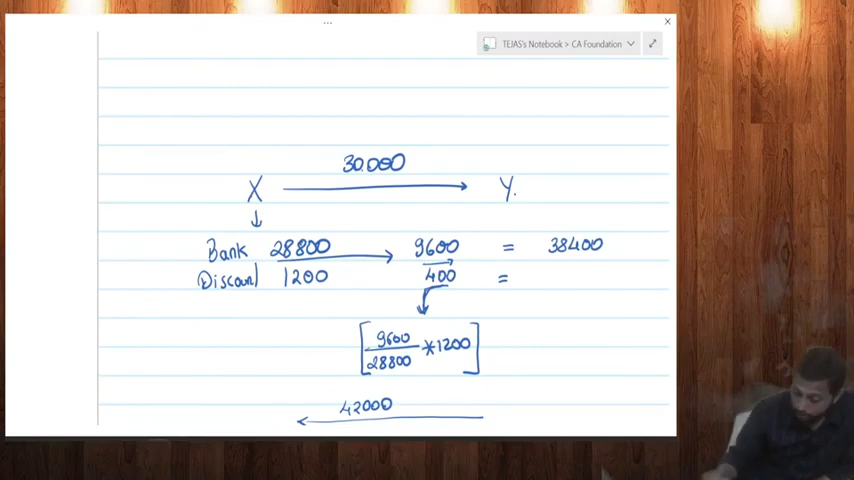 TEJAS's Notebook > CA Foundation
30.000
X Y.
Bank 28800 9600 = 38400
Discount 1200 400 =
[9600/28800 *1200]
42000